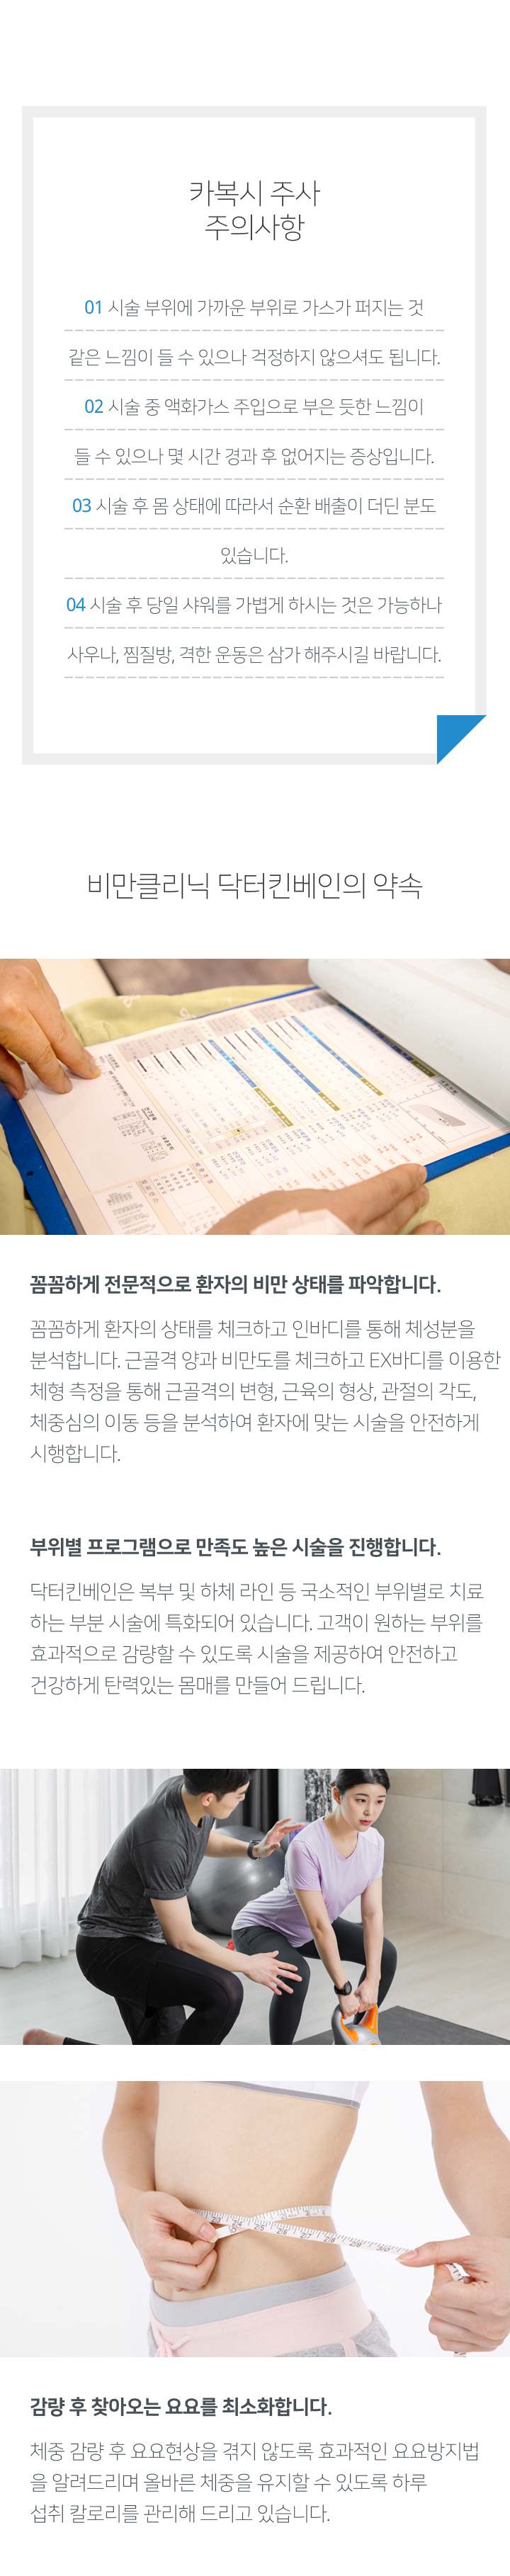 카복시 주사
주의사항
01 시술 부위에 가까운 부위로 가스가 퍼지는 것
같은 느낌이 들 수 있으나 걱정하지 않으셔도 됩니다.
02 시술 중 액화가스 주입으로 부은 듯한 느낌이
들 수 있으나 몇 시간 경과 후 없어지는 증상입니다.
03 시술 후 몸 상태에 따라서 순환 배출이 더딘 분도
있습니다.
04 시술 후 당일 샤워를 가볍게 하시는 것은 가능하나
사우나, 찜질방, 격한 운동은 삼가 해주시길 바랍니다.
비만클리닉 닥터킨베인의 약속
꼼꼼하게 전문적으로 환자의 비만 상태를 파악합니다.
꼼꼼하게 환자의 상태를 체크하고 인바디를 통해 체성분을
분석합니다. 근골격 양과 비만도를 체크하고 EX바디를 이용한
체형 측정을 통해 근골격의 변형, 근육의 형상, 관절의 각도,
체중심의 이동 등을 분석하여 환자에 맞는 시술을 안전하게
시행합니다.
부위별 프로그램으로 만족도 높은 시술을 진행합니다.
닥터킨베인은 복부 및 하체 라인 등 국소적인 부위별로 치료
하는 부분 시술에 특화되어 있습니다. 고객이 원하는 부위를
효과적으로 감량할 수 있도록 시술을 제공하여 안전하고
건강하게 탄력있는 몸매를 만들어 드립니다.
감량 후 찾아오는 요요를 최소화합니다.
체중 감량 후 요요현상을 겪지 않도록 효과적인 요요방지법
을 알려드리며 올바른 체중을 유지할 수 있도록 하루
섭취 칼로리를 관리해 드리고 있습니다.